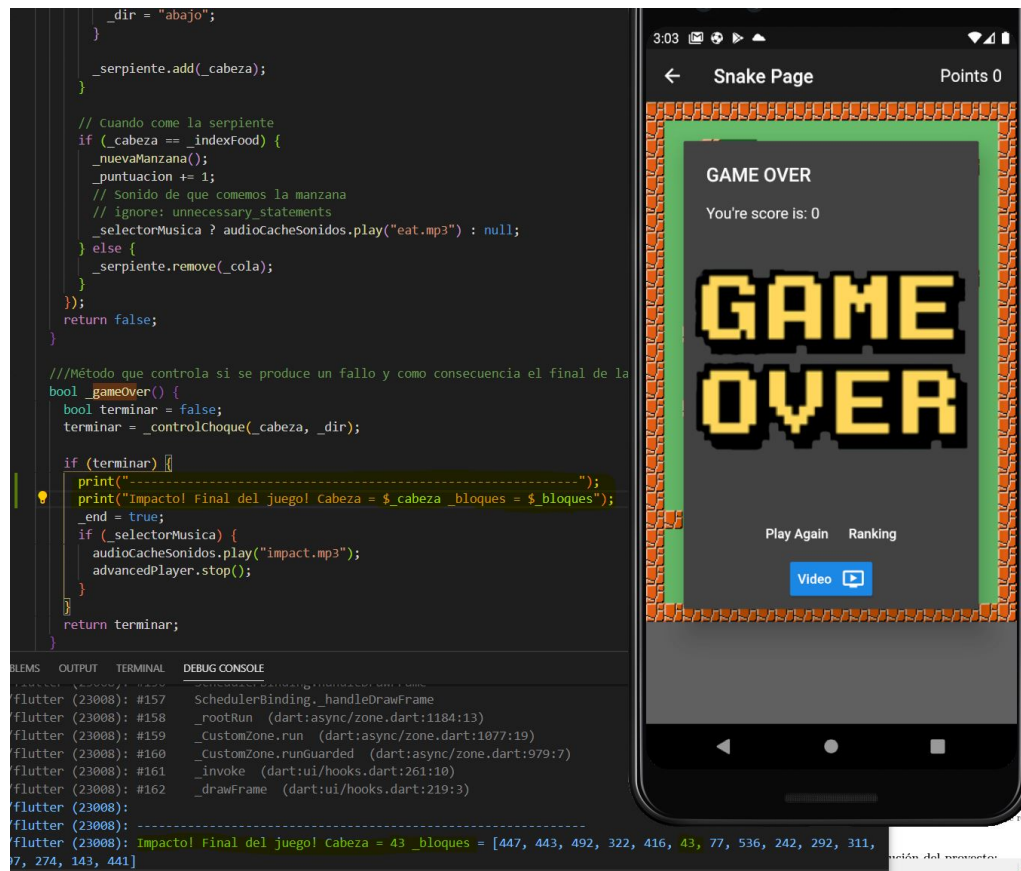 _dir = "abajo";
}
_serpiente.add(_cabeza);
}
// Cuando come la serpiente
if (_cabeza == _indexFood) {
_nuevaManzana();
_puntuacion += 1;
// Sonido de que comemos la manzana
// ignore: unnecessary_statements
_selectorMusica ? audioCacheSonidos.play("eat.mp3") : null;
} else {
_serpiente.remove(_cola);
}
});
return false;
}
///Método que controla si se produce un fallo y como consecuencia el final de la
bool _gameOver() {
bool terminar = false;
terminar = _controlChoque(_cabeza, _dir);
if (terminar) {
print("--------------------------------------------------------------");
print("Impacto! Final del juego! Cabeza = $_cabeza _bloques = $_bloques");
_end = true;
if (_selectorMusica) {
audioCacheSonidos.play("impact.mp3");
advancedPlayer.stop();
}
}
return terminar;
}
BLEMS OUTPUT TERMINAL DEBUG CONSOLE
/flutter (23008): #157 SchedulerBinding._handleDrawFrame
/flutter (23008): #158 _rootRun (dart:async/zone.dart:1184:13)
/flutter (23008): #159 _CustomZone.run (dart:async/zone.dart:1077:19)
/flutter (23008): #160 _CustomZone.runGuarded (dart:async/zone.dart:979:7)
/flutter (23008): #161 _invoke (dart:ui/hooks.dart:261:10)
/flutter (23008): #162 _drawFrame (dart:ui/hooks.dart:219:3)
/flutter (23008):
/flutter (23008): --------------------------------------------------------------
/flutter (23008): Impacto! Final del juego! Cabeza = 43 _bloques = [447, 443, 492, 322, 416, 43, 77, 536, 242, 292, 311,
97, 274, 143, 441]
3:03
Snake Page Points 0
GAME OVER
You're score is: 0
GAME
OVER
Play Again Ranking
Video
ución del proyecto: